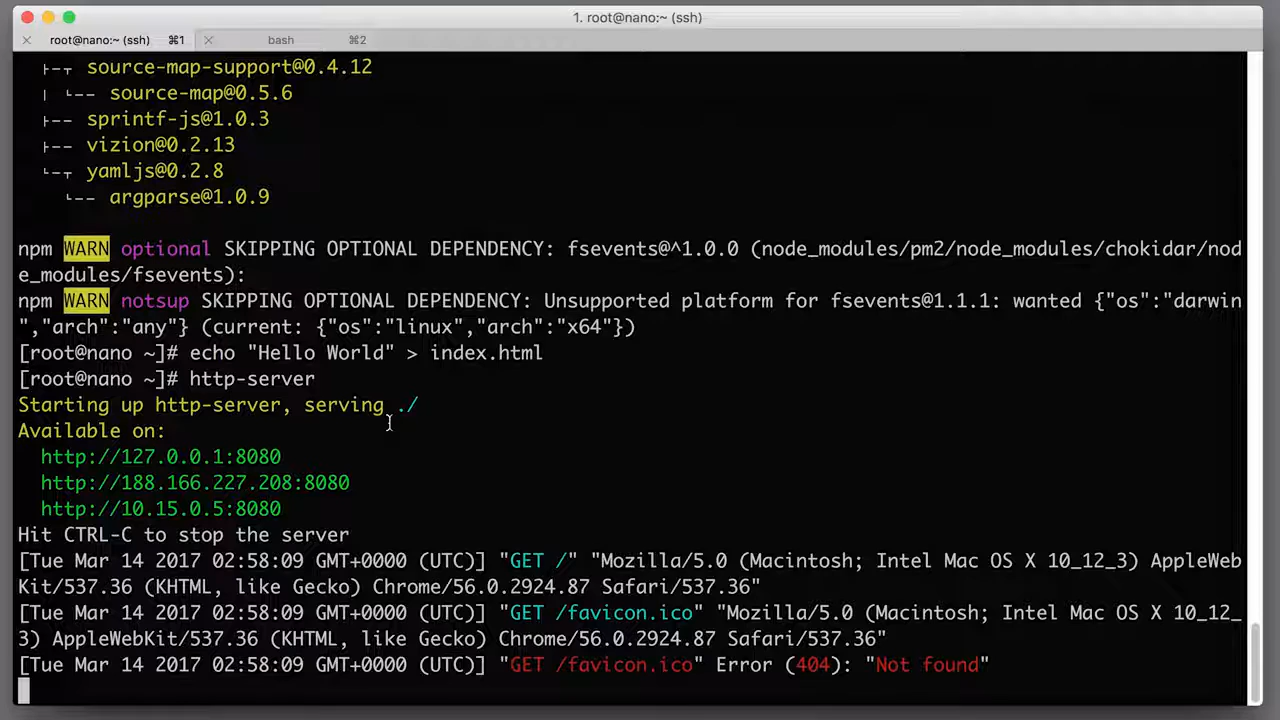 1. root@nano:~ (ssh)
root@nano:~ (ssh) ⌘1 bash ⌘2
├─┬ source-map-support@0.4.12
│ └── source-map@0.5.6
├── sprintf-js@1.0.3
├── vizion@0.2.13
└─┬ yamljs@0.2.8
└── argparse@1.0.9
npm WARN optional SKIPPING OPTIONAL DEPENDENCY: fsevents@^1.0.0 (node_modules/pm2/node_modules/chokidar/nod
e_modules/fsevents):
npm WARN notsup SKIPPING OPTIONAL DEPENDENCY: Unsupported platform for fsevents@1.1.1: wanted {"os":"darwin
","arch":"any"} (current: {"os":"linux","arch":"x64"})
[root@nano ~]# echo "Hello World" > index.html
[root@nano ~]# http-server
Starting up http-server, serving ./
Available on:
http://127.0.0.1:8080
http://188.166.227.208:8080
http://10.15.0.5:8080
Hit CTRL-C to stop the server
[Tue Mar 14 2017 02:58:09 GMT+0000 (UTC)] "GET /" "Mozilla/5.0 (Macintosh; Intel Mac OS X 10_12_3) AppleWeb
Kit/537.36 (KHTML, like Gecko) Chrome/56.0.2924.87 Safari/537.36"
[Tue Mar 14 2017 02:58:09 GMT+0000 (UTC)] "GET /favicon.ico" "Mozilla/5.0 (Macintosh; Intel Mac OS X 10_12_
3) AppleWebKit/537.36 (KHTML, like Gecko) Chrome/56.0.2924.87 Safari/537.36"
[Tue Mar 14 2017 02:58:09 GMT+0000 (UTC)] "GET /favicon.ico" Error (404): "Not found"